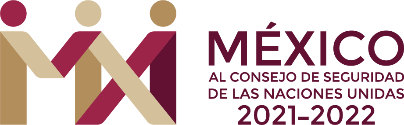 MÉXICO
AL CONSEJO DE SEGURIDAD
DE LAS NACIONES UNIDAS
2021-2022